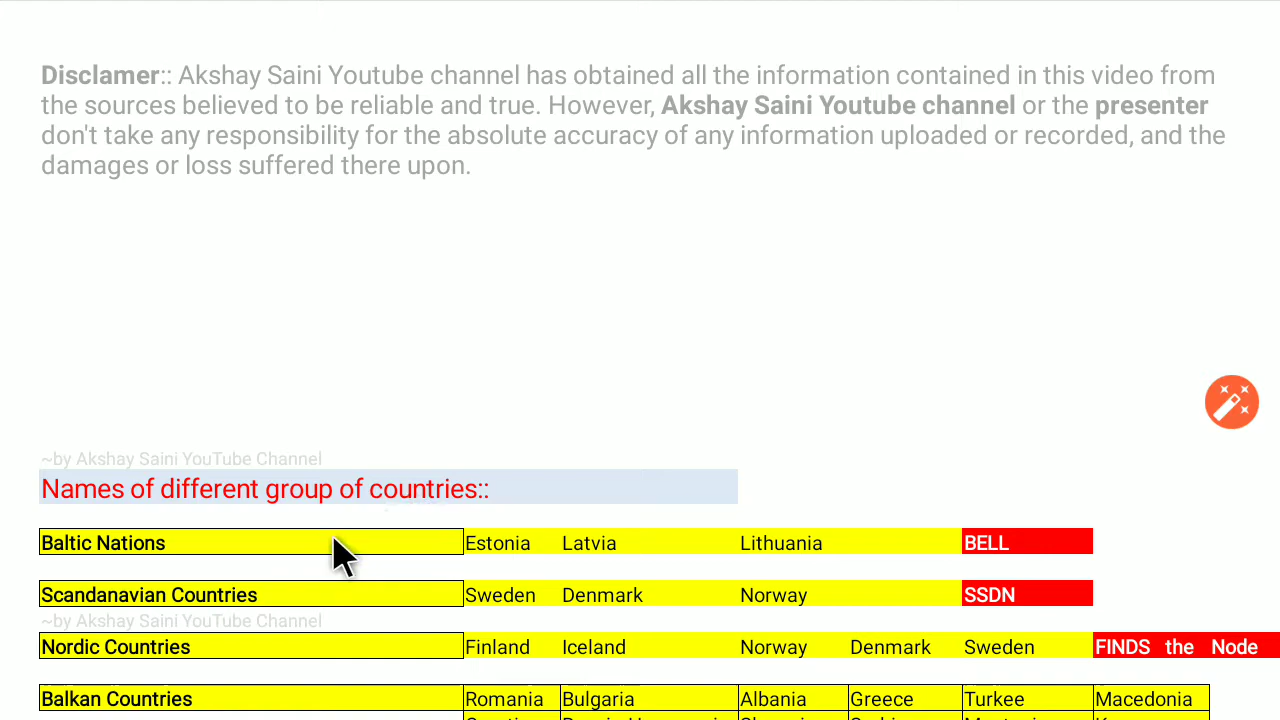 Disclamer:: Akshay Saini Youtube channel has obtained all the information contained in this video from
the sources believed to be reliable and true. However, Akshay Saini Youtube channel or the presenter
don't take any responsibility for the absolute accuracy of any information uploaded or recorded, and the
damages or loss suffered there upon.
~by Akshay Saini YouTube Channel
Names of different group of countries::
Baltic Nations Estonia Latvia Lithuania BELL
Scandanavian Countries Sweden Denmark Norway SSDN
~by Akshay Saini YouTube Channel
Nordic Countries Finland Iceland Norway Denmark Sweden FINDS the Node
Balkan Countries Romania Bulgaria Albania Greece Turkee Macedonia